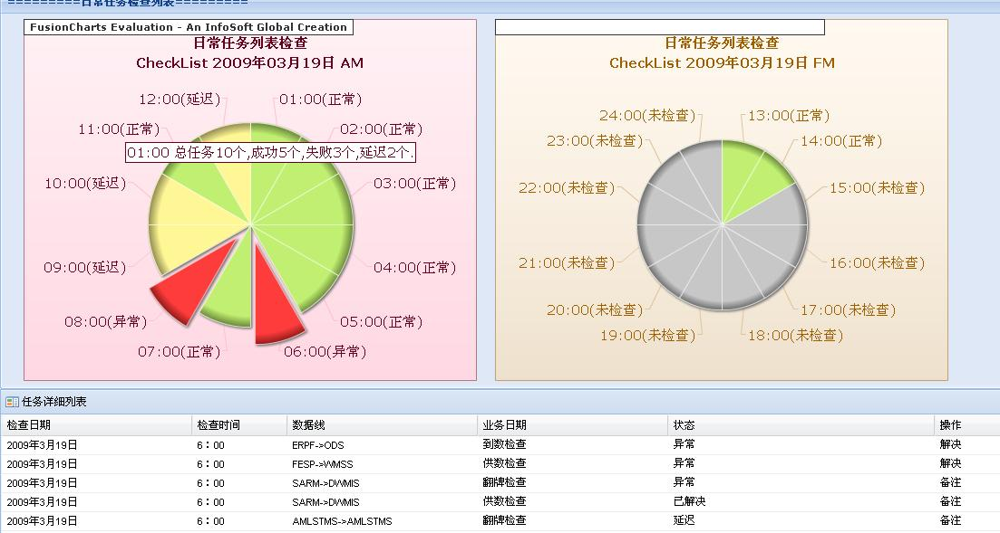 =========日常任务检查列表=========
FusionCharts Evaluation - An InfoSoft Global Creation
日常任务列表检查
CheckList 2009年03月19日 AM
12:00(延迟)
01:00(正常)
11:00(正常)
02:00(正常)
01:00 总任务10个,成功5个,失败3个,延迟2个.
10:00(延迟)
03:00(正常)
09:00(延迟)
04:00(正常)
08:00(异常)
05:00(正常)
07:00(正常)
06:00(异常)
日常任务列表检查
CheckList 2009年03月19日 FM
24:00(未检查)
13:00(正常)
23:00(未检查)
14:00(正常)
22:00(未检查)
15:00(未检查)
21:00(未检查)
16:00(未检查)
20:00(未检查)
17:00(未检查)
19:00(未检查)
18:00(未检查)
任务详细列表
检查日期 检查时间 数据线 业务日期 状态 操作
2009年3月19日 6：00 ERPF->ODS 到数检查 异常 解决
2009年3月19日 6：00 FESP->WMSS 供数检查 异常 解决
2009年3月19日 6：00 SARM->DWMIS 翻牌检查 异常 备注
2009年3月19日 6：00 SARM->DWMIS 供数检查 已解决 备注
2009年3月19日 6：00 AMLSTMS->AMLSTMS 翻牌检查 延迟 备注